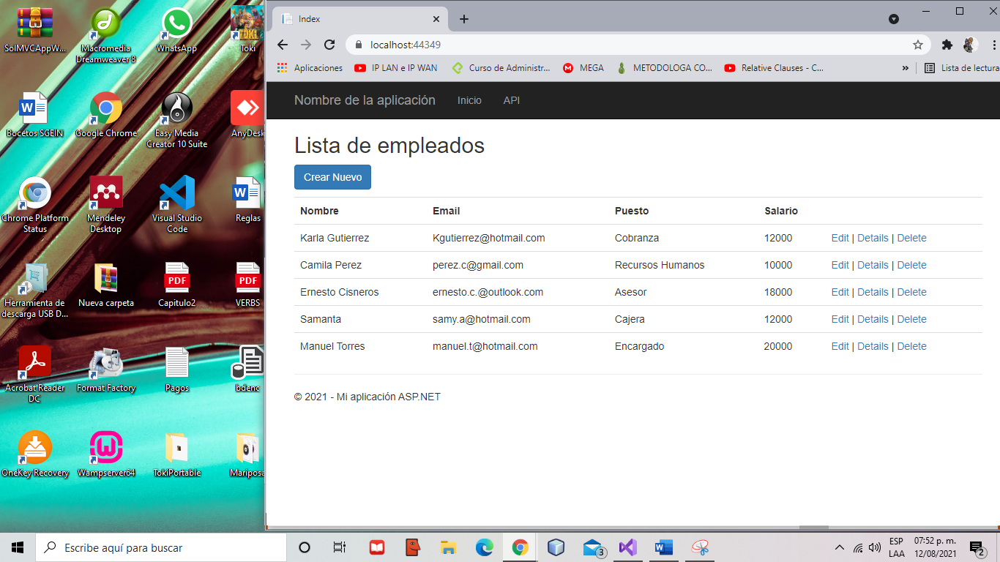 SolMVCAppW...
Macromedia
Dreamweaver 8
WhatsApp
TOKI
Toki
Bocetos SGEIN
Google Chrome
Easy Media
Creator 10 Suite
AnyDesk
Chrome Platform
Status
Mendeley
Desktop
Visual Studio
Code
Reglas
Herramienta de
descarga USB D...
Nueva carpeta
PDF
Capitulo2
PDF
VERBS
Acrobat Reader
DC
Format Factory
Pagos
bdenc
OneKey Recovery
Wampserver64
TokiPortable
Mariposa
Index
localhost:44349
Aplicaciones
IP LAN e IP WAN
Curso de Administr...
MEGA
METODOLOGA CO...
Relative Clauses - C...
»
Lista de lectura
Nombre de la aplicación Inicio API
Lista de empleados
Crear Nuevo
Nombre Email Puesto Salario
Karla Gutierrez Kgutierrez@hotmail.com Cobranza 12000 Edit | Details | Delete
Camila Perez perez.c@gmail.com Recursos Humanos 10000 Edit | Details | Delete
Ernesto Cisneros ernesto.c.@outlook.com Asesor 18000 Edit | Details | Delete
Samanta samy.a@hotmail.com Cajera 12000 Edit | Details | Delete
Manuel Torres manuel.t@hotmail.com Encargado 20000 Edit | Details | Delete
© 2021 - Mi aplicación ASP.NET
Escribe aquí para buscar
3
ESP
LAA
07:52 p. m.
12/08/2021
2